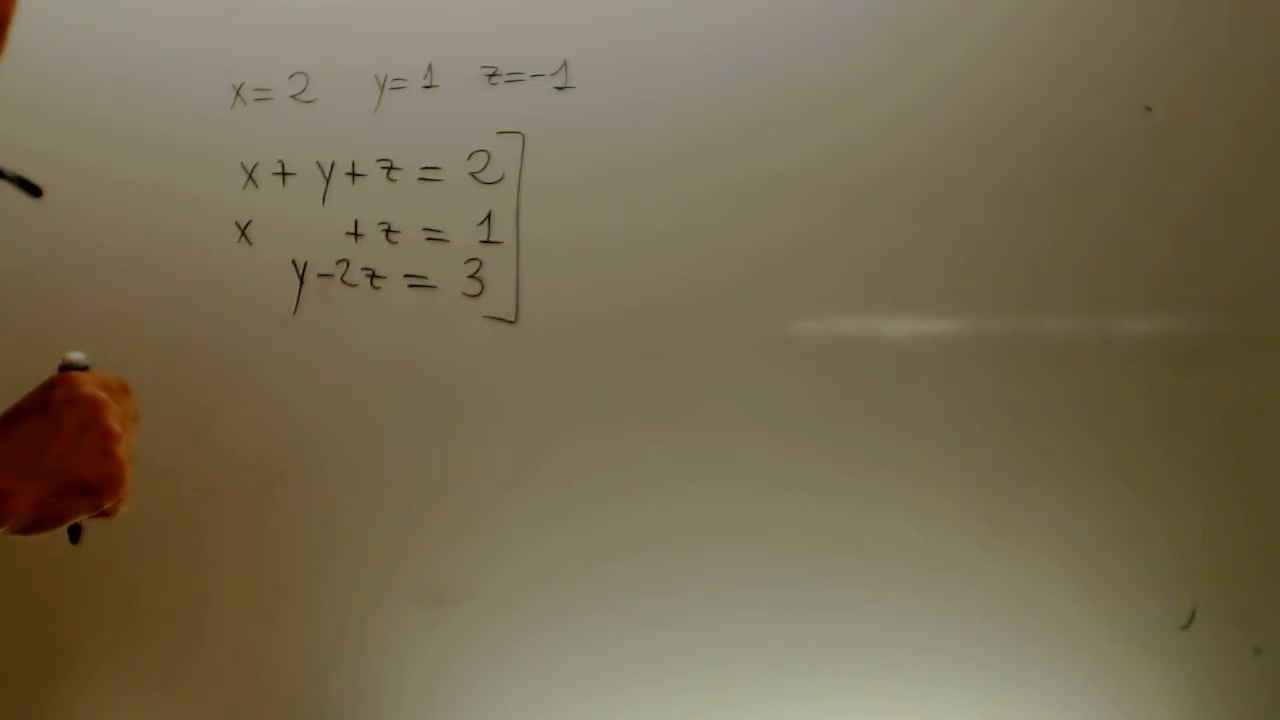 x=2 y=1 z=-1
x+y+z=2
x +z=1
y-2z=3